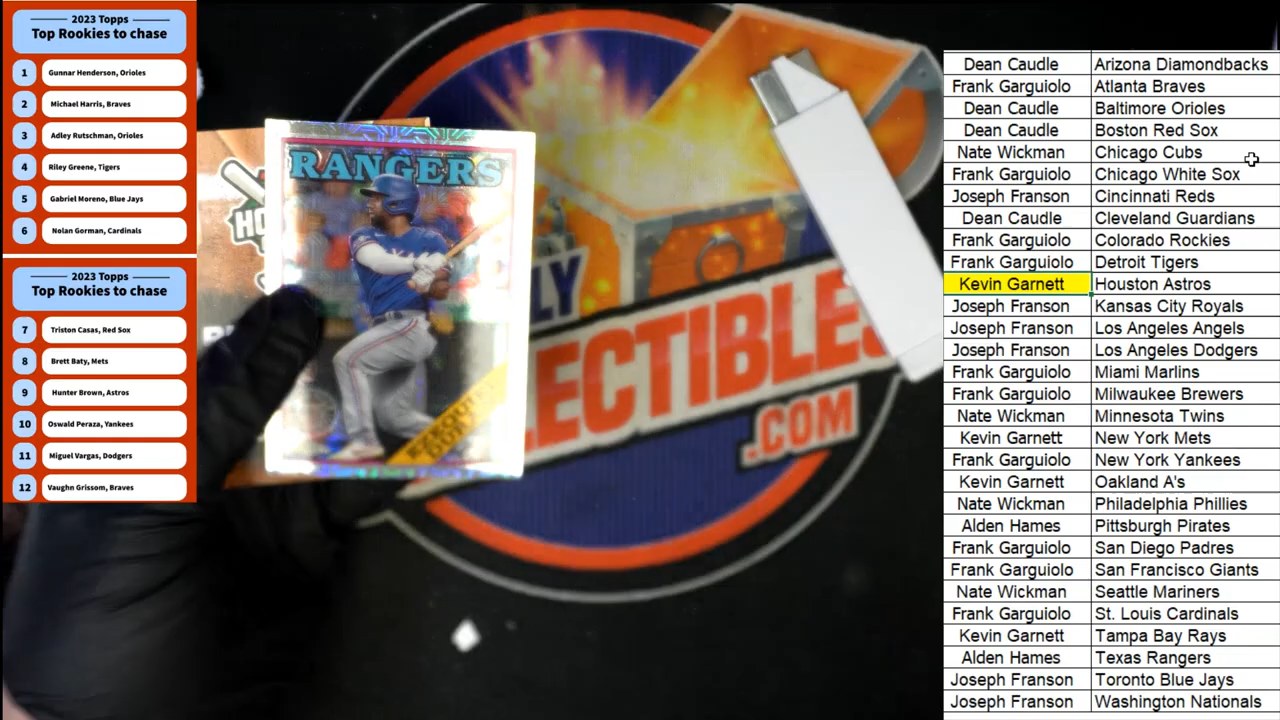 2023 Topps
Top Rookies to chase
1 Gunnar Henderson, Orioles
2 Michael Harris, Braves
3 Adley Rutschman, Orioles
4 Riley Greene, Tigers
5 Gabriel Moreno, Blue Jays
6 Nolan Gorman, Cardinals
2023 Topps
Top Rookies to chase
7 Triston Casas, Red Sox
8 Brett Baty, Mets
9 Hunter Brown, Astros
10 Oswald Peraza, Yankees
11 Miguel Vargas, Dodgers
12 Vaughn Grissom, Braves
RANGERS
LY
LECTIBLES
.COM
Dean Caudle Arizona Diamondbacks
Frank Garguiolo Atlanta Braves
Dean Caudle Baltimore Orioles
Dean Caudle Boston Red Sox
Nate Wickman Chicago Cubs
Frank Garguiolo Chicago White Sox
Joseph Franson Cincinnati Reds
Dean Caudle Cleveland Guardians
Frank Garguiolo Colorado Rockies
Frank Garguiolo Detroit Tigers
Kevin Garnett Houston Astros
Joseph Franson Kansas City Royals
Joseph Franson Los Angeles Angels
Joseph Franson Los Angeles Dodgers
Frank Garguiolo Miami Marlins
Frank Garguiolo Milwaukee Brewers
Nate Wickman Minnesota Twins
Kevin Garnett New York Mets
Frank Garguiolo New York Yankees
Kevin Garnett Oakland A's
Nate Wickman Philadelphia Phillies
Alden Hames Pittsburgh Pirates
Frank Garguiolo San Diego Padres
Frank Garguiolo San Francisco Giants
Nate Wickman Seattle Mariners
Frank Garguiolo St. Louis Cardinals
Kevin Garnett Tampa Bay Rays
Alden Hames Texas Rangers
Joseph Franson Toronto Blue Jays
Joseph Franson Washington Nationals